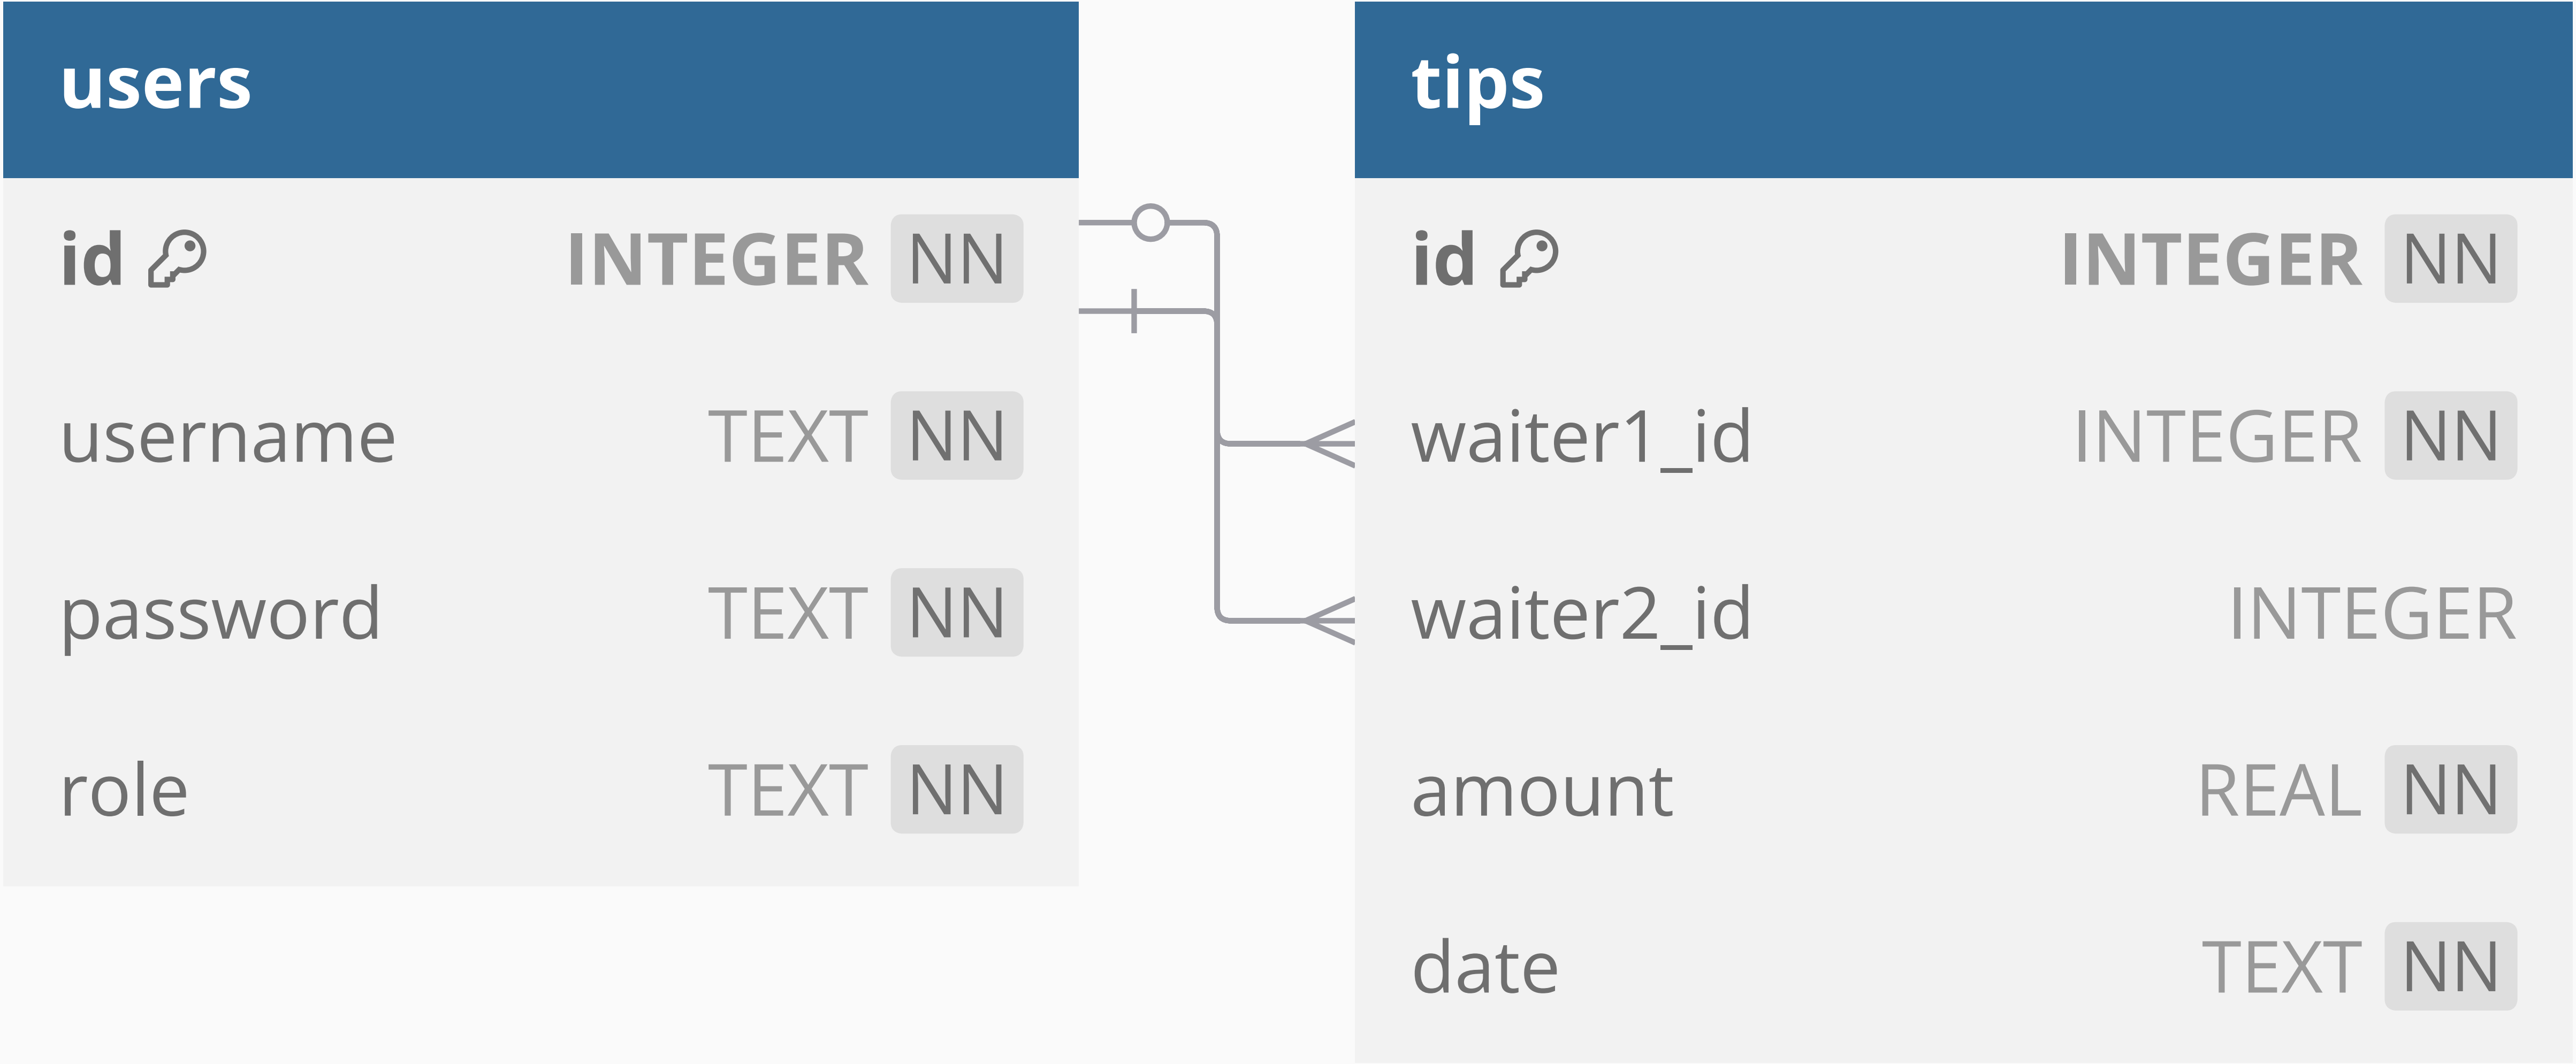 users
id INTEGER NN
username TEXT NN
password TEXT NN
role TEXT NN
tips
id INTEGER NN
waiter1_id INTEGER NN
waiter2_id INTEGER
amount REAL NN
date TEXT NN